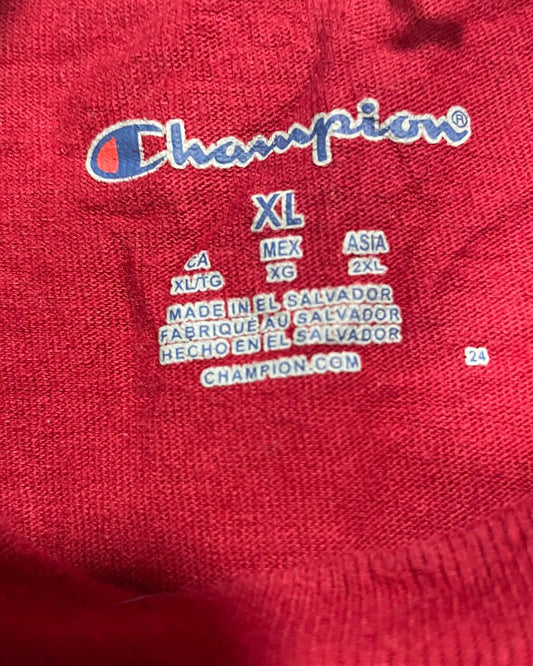 Champion®
XL
CA MEX ASIA
XL/TG XG 2XL
MADE IN EL SALVADOR
FABRIQUE AU SALVADOR
HECHO EN EL SALVADOR
CHAMPION.COM
24